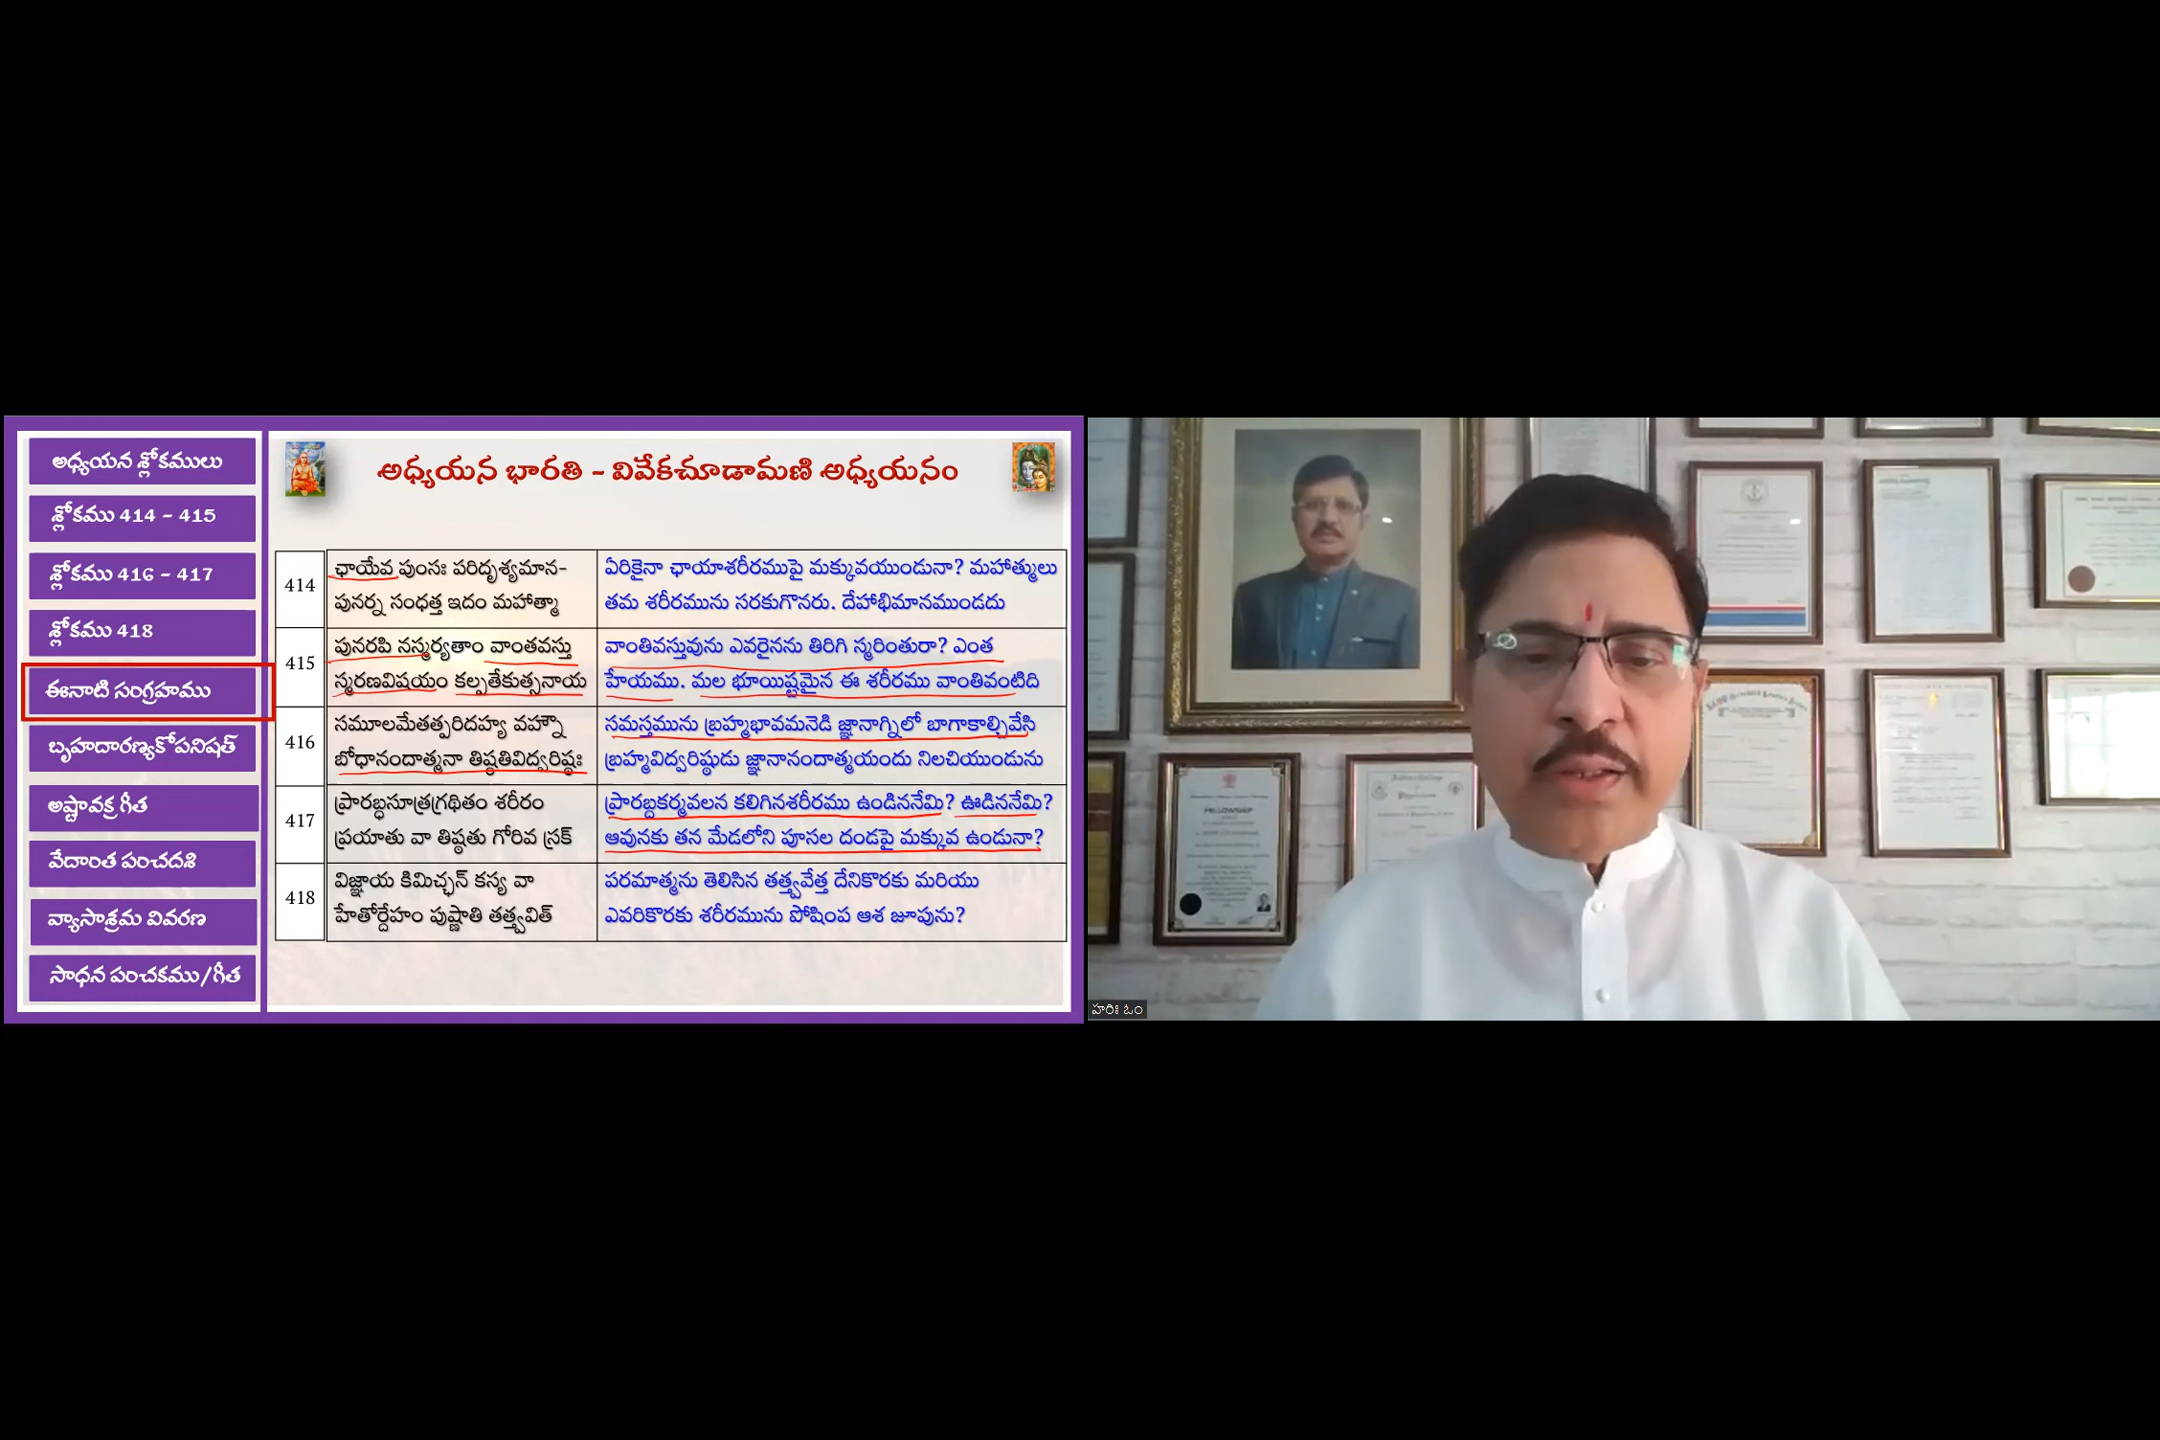 అధ్యయన శ్లోకములు
శ్లోకము 414 - 415
శ్లోకము 416 - 417
శ్లోకము 418
ఈనాటి సంగ్రహము
బృహదారణ్యకోపనిషత్
అష్టావక్ర గీత
వేదాంత పంచదశి
వ్యాసాశ్రమ వివరణ
సాధన పంచకము/గీత
అధ్యయన భారతి - వివేకచూడామణి అధ్యయనం
414
ఛాయేవ పుంసః పరిదృశ్యమాన-
పునర్న సంధత్త ఇదం మహాత్మా
ఏరికైనా ఛాయాశరీరముపై మక్కువయుండునా? మహాత్ములు
తమ శరీరమును సరకుగొనరు. దేహాభిమానముండదు
415
పునరపి నస్మర్యతాం వాంతవస్తు
స్మరణవిషయం కల్పతేకుత్సనాయ
వాంతివస్తువును ఎవరైనను తిరిగి స్మరింతురా? ఎంత
హేయము. మల భూయిష్టమైన ఈ శరీరము వాంతివంటిది
416
సమూలమేతత్పరిదహ్య వహ్నౌ
బోధానందాత్మనా తిష్ఠతివిద్వరిష్ఠః
సమస్తమును బ్రహ్మభావమనెడి జ్ఞానాగ్నిలో బాగాకాల్చివేసి
బ్రహ్మవిద్వరిష్ఠుడు జ్ఞానానందాత్మయందు నిలచియుండును
417
ప్రారబ్ధసూత్రగ్రథితం శరీరం
ప్రయాతు వా తిష్ఠతు గోరివ స్రక్
ప్రారబ్దకర్మవలన కలిగినశరీరము ఉండిననేమి? ఊడిననేమి?
ఆవునకు తన మేడలోని పూసల దండపై మక్కువ ఉండునా?
418
విజ్ఞాయ కిమిచ్ఛన్ కస్య వా
హేతోర్దేహం పుష్ణాతి తత్త్వవిత్
పరమాత్మను తెలిసిన తత్త్వవేత్త దేనికొరకు మరియు
ఎవరికొరకు శరీరమును పోషింప ఆశ జూపును?
FELLOWSHIP
హరిః ఓం